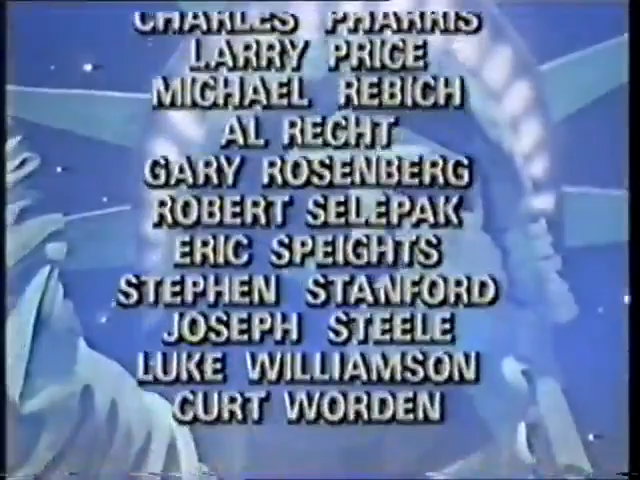 CHARLES PHARRIS
LARRY PRICE
MICHAEL REBICH
AL RECHT
GARY ROSENBERG
ROBERT SELEPAK
ERIC SPEIGHTS
STEPHEN STANFORD
JOSEPH STEELE
LUKE WILLIAMSON
CURT WORDEN